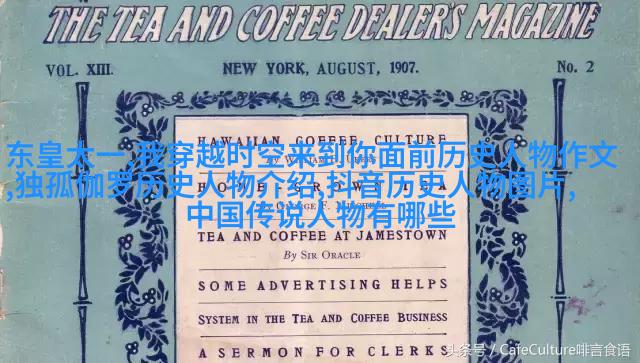 THE TEA AND COFFEE DEALER'S MAGAZINE
VOL. XIII. NEW YORK, AUGUST, 1907. No. 2
HAWAIIAN COFFEE CULTURE
东皇太一,我穿越时空来到你面前历史人物作文
,独孤伽罗历史人物介绍,抖音历史人物图片,
中国传说人物有哪些
TEA AND COFFEE AT JAMESTOWN
By SIR ORACLE
SOME ADVERTISING HELPS
SYSTEM IN THE TEA AND COFFEE BUSINESS
A SERMON FOR CLERKS
头条号 / CafeCulture啡言食语